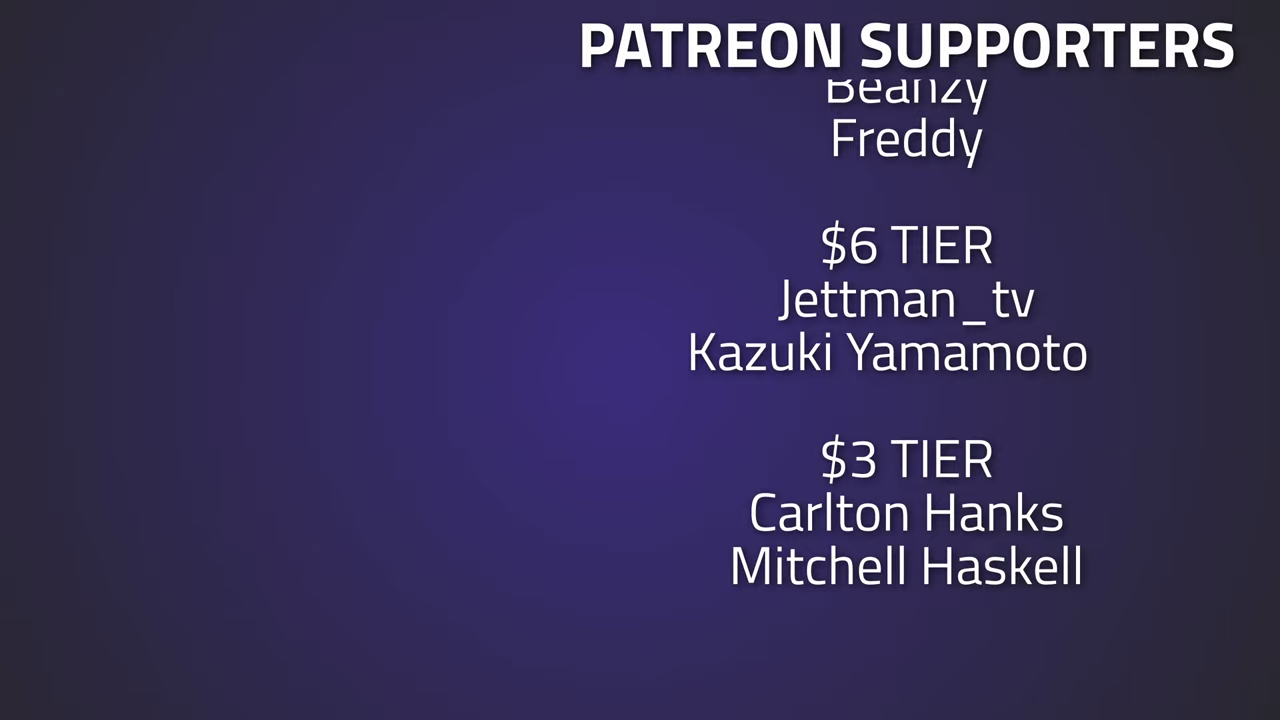 PATREON SUPPORTERS
Beanzy
Freddy
$6 TIER
Jettman_tv
Kazuki Yamamoto
$3 TIER
Carlton Hanks
Mitchell Haskell